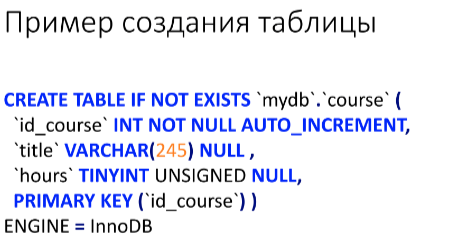 Пример создания таблицы
CREATE TABLE IF NOT EXISTS `mydb`.`course` (
`id_course` INT NOT NULL AUTO_INCREMENT,
`title` VARCHAR(245) NULL ,
`hours` TINYINT UNSIGNED NULL,
PRIMARY KEY (`id_course`) )
ENGINE = InnoDB